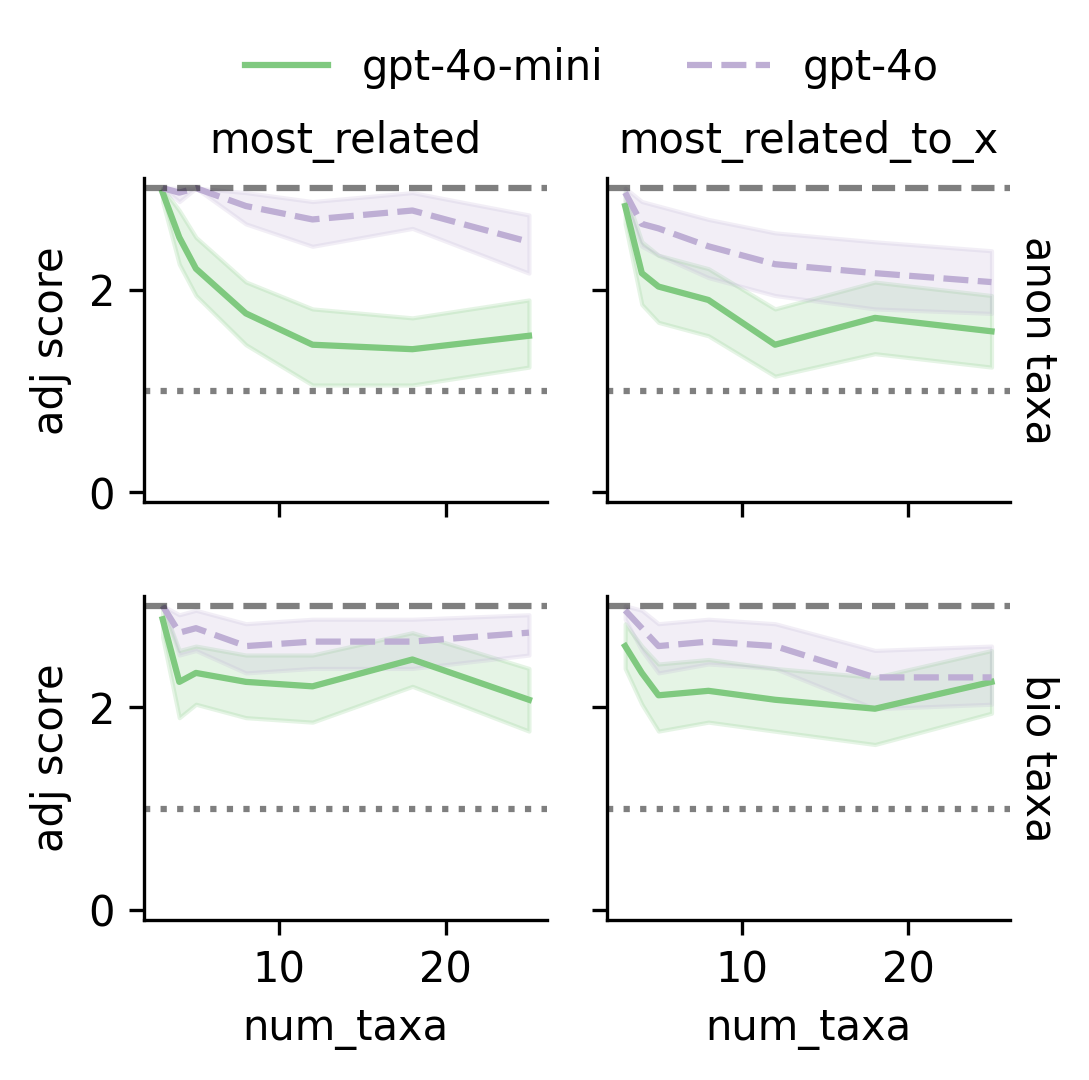 gpt-4o-mini gpt-4o
most_related most_related_to_x
adj score
2
0
anon taxa
adj score
2
0
bio taxa
10 20 10 20
num_taxa num_taxa